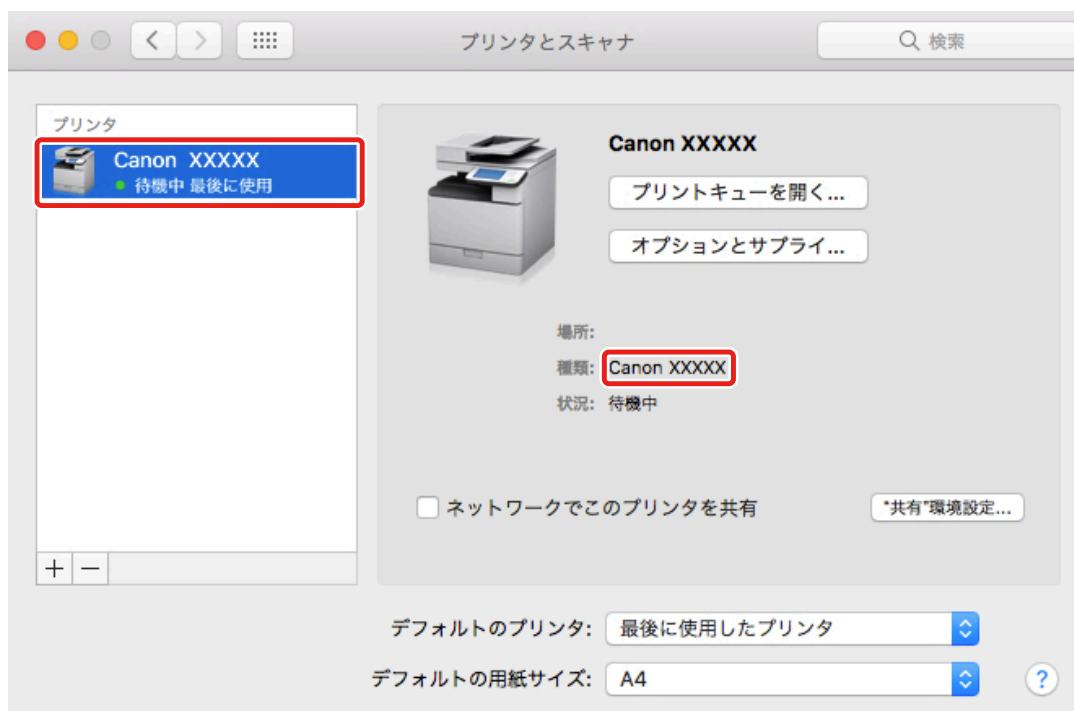 プリンタとスキャナ
検索
プリンタ
Canon XXXXX
待機中 最後に使用
Canon XXXXX
プリントキューを開く...
オプションとサプライ...
場所:
種類: Canon XXXXX
状況: 待機中
ネットワークでこのプリンタを共有
"共有"環境設定...
+ −
デフォルトのプリンタ: 最後に使用したプリンタ
デフォルトの用紙サイズ: A4
?